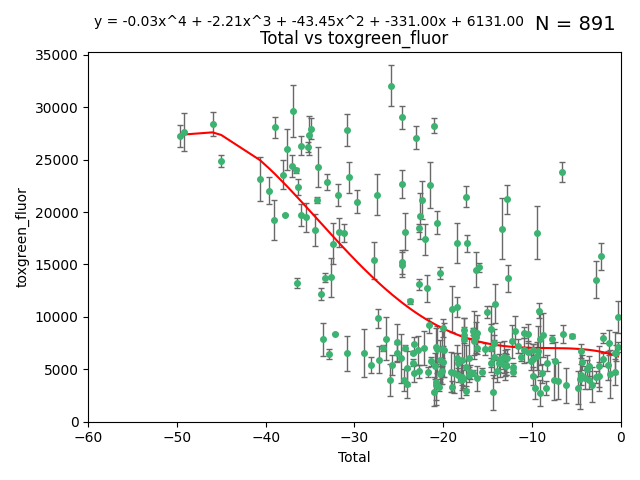 y = -0.03x^4 + -2.21x^3 + -43.45x^2 + -331.00x + 6131.00 N = 891
Total vs toxgreen_fluor
35000
30000
25000
20000
15000
10000
5000
0
toxgreen_fluor
−60 −50 −40 −30 −20 −10 0
Total